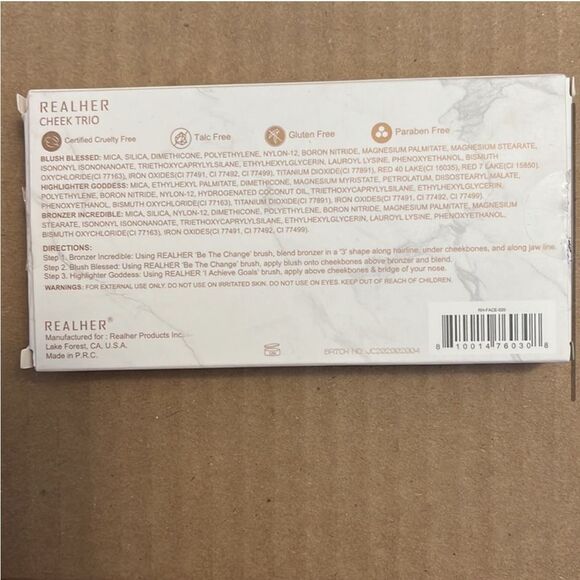 REALHER
CHEEK TRIO
Certified Cruelty Free
Talc Free
Gluten Free
Paraben Free
BLUSH BLESSED: MICA, SILICA, DIMETHICONE, POLYETHYLENE, NYLON-12, BORON NITRIDE, MAGNESIUM PALMITATE, MAGNESIUM STEARATE,
ISONONYL ISONONANOATE, TRIETHOXYCAPRYLYLSILANE, ETHYLHEXYLGLYCERIN, LAUROYL LYSINE, PHENOXYETHANOL, BISMUTH
OXYCHLORIDE(CI 77163), IRON OXIDES(CI 77491, CI 77492, CI 77499), TITANIUM DIOXIDE(CI 77891), RED 40 LAKE(CI 16035), RED 7 LAKE(CI 15850).
HIGHLIGHTER GODDESS: MICA, ETHYLHEXYL PALMITATE, DIMETHICONE, MAGNESIUM MYRISTATE, PETROLATUM, DIISOSTEARYL MALATE,
POLYETHYLENE, BORON NITRIDE, NYLON-12, HYDROGENATED COCONUT OIL, TRIETHOXYCAPRYLYLSILANE, ETHYLHEXYLGLYCERIN,
PHENOXYETHANOL, BISMUTH OXYCHLORIDE(CI 77163), TITANIUM DIOXIDE(CI 77891), IRON OXIDES(CI 77491, CI 77492, CI 77499).
BRONZER INCREDIBLE: MICA, SILICA, NYLON-12, DIMETHICONE, POLYETHYLENE, BORON NITRIDE, MAGNESIUM PALMITATE, MAGNESIUM
STEARATE, ISONONYL ISONONANOATE, TRIETHOXYCAPRYLYLSILANE, ETHYLHEXYLGLYCERIN, LAUROYL LYSINE, PHENOXYETHANOL,
BISMUTH OXYCHLORIDE(CI 77163), IRON OXIDES(CI 77491, CI 77492, CI 77499).
DIRECTIONS:
Step 1. Bronzer Incredible: Using REALHER 'Be The Change' brush, blend bronzer in a '3' shape along hairline, under cheekbones, and along jaw line.
Step 2. Blush Blessed: Using REALHER 'Be The Change' brush, apply blush onto cheekbones above bronzer and blend.
Step 3. Highlighter Goddess: Using REALHER 'I Achieve Goals' brush, apply above cheekbones & bridge of your nose.
WARNINGS: FOR EXTERNAL USE ONLY. DO NOT USE ON IRRITATED SKIN. DO NOT USE ON EYES. KEEP OUT OF REACH OF CHILDREN.
REALHER®
Manufactured for : Realher Products Inc.
Lake Forest, CA, U.S.A.
Made in P.R.C.
BATCH NO: JC202002004
RH-FACE-020
8 10014 76030 8